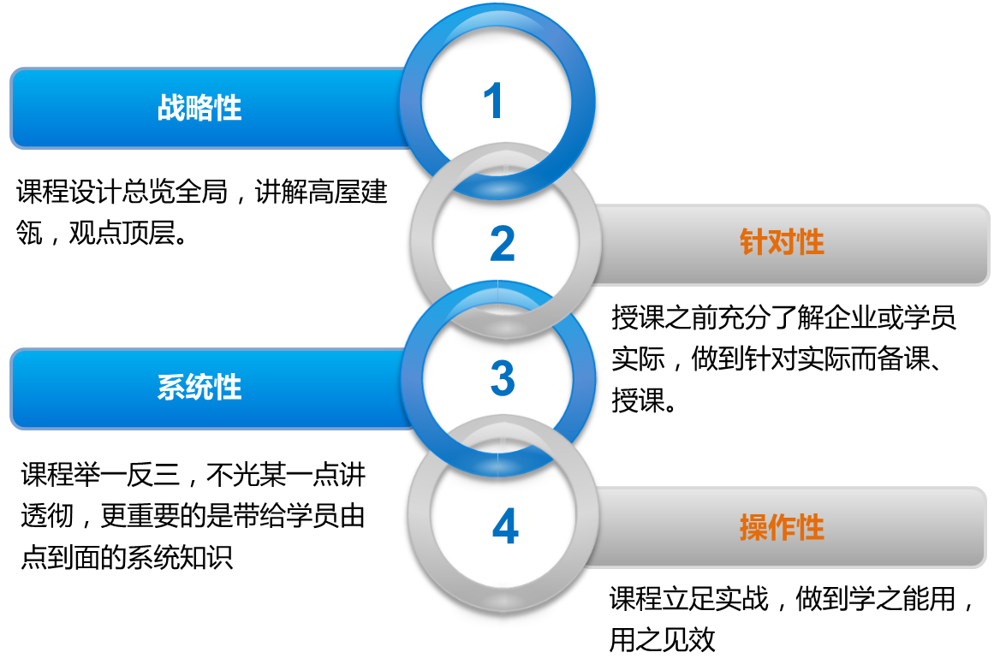 战略性
1
课程设计总览全局，讲解高屋建
瓴，观点顶层。
2
针对性
授课之前充分了解企业或学员
实际，做到针对实际而备课、
授课。
系统性
3
课程举一反三，不光某一点讲
透彻，更重要的是带给学员由
点到面的系统知识
4
操作性
课程立足实战，做到学之能用，
用之见效